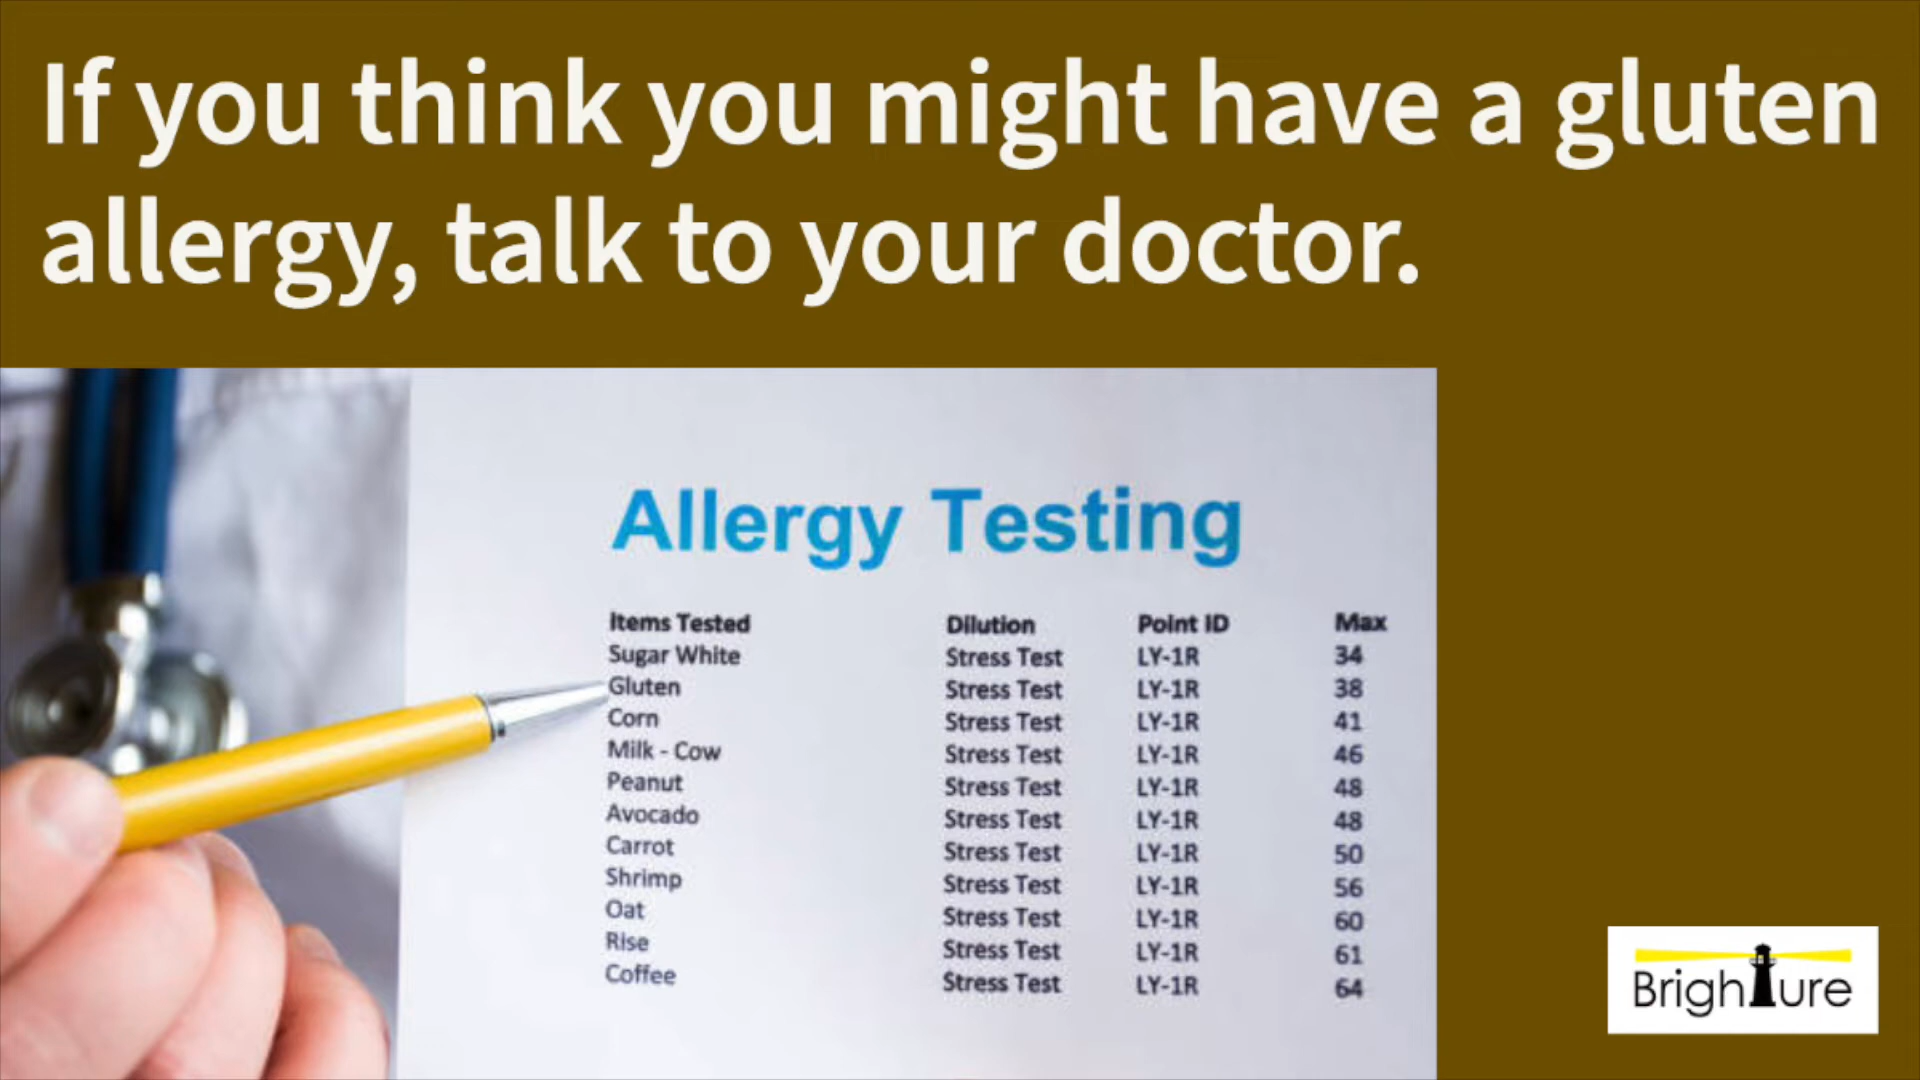 If you think you might have a gluten
allergy, talk to your doctor.
Allergy Testing
Items Tested Dilution Point ID Max
Sugar White Stress Test LY-1R 34
Gluten Stress Test LY-1R 38
Corn Stress Test LY-1R 41
Milk - Cow Stress Test LY-1R 46
Peanut Stress Test LY-1R 48
Avocado Stress Test LY-1R 48
Carrot Stress Test LY-1R 50
Shrimp Stress Test LY-1R 56
Oat Stress Test LY-1R 60
Rise Stress Test LY-1R 61
Coffee Stress Test LY-1R 64
Brighture